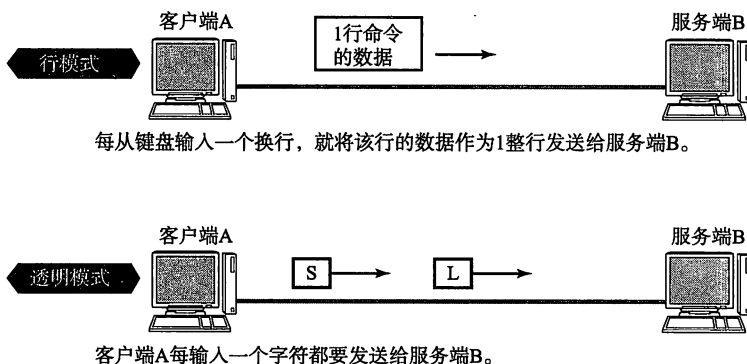 客户端A
服务端B
行模式
1行命令
的数据
每从键盘输入一个换行，就将该行的数据作为1整行发送给服务端B。
客户端A
服务端B
透明模式
S
L
客户端A每输入一个字符都要发送给服务端B。